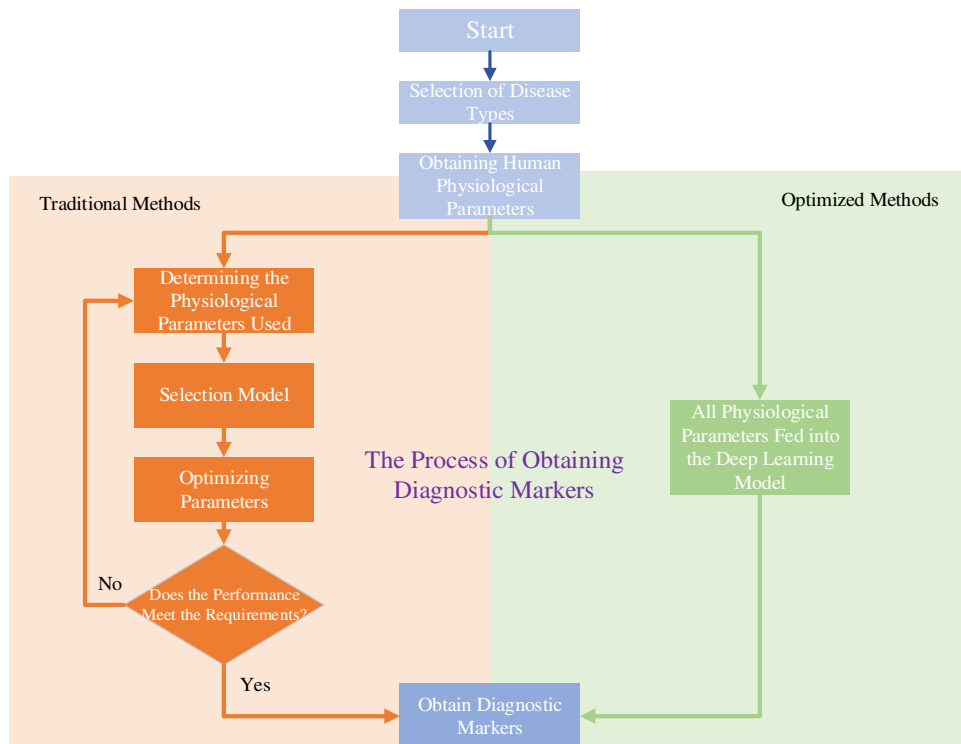 Start
Selection of Disease
Types
Obtaining Human
Physiological
Parameters
Traditional Methods
Optimized Methods
Determining the
Physiological
Parameters Used
Selection Model
Optimizing
Parameters
Does the Performance
Meet the Requirements?
No
Yes
The Process of Obtaining
Diagnostic Markers
All Physiological
Parameters Fed into
the Deep Learning
Model
Obtain Diagnostic
Markers